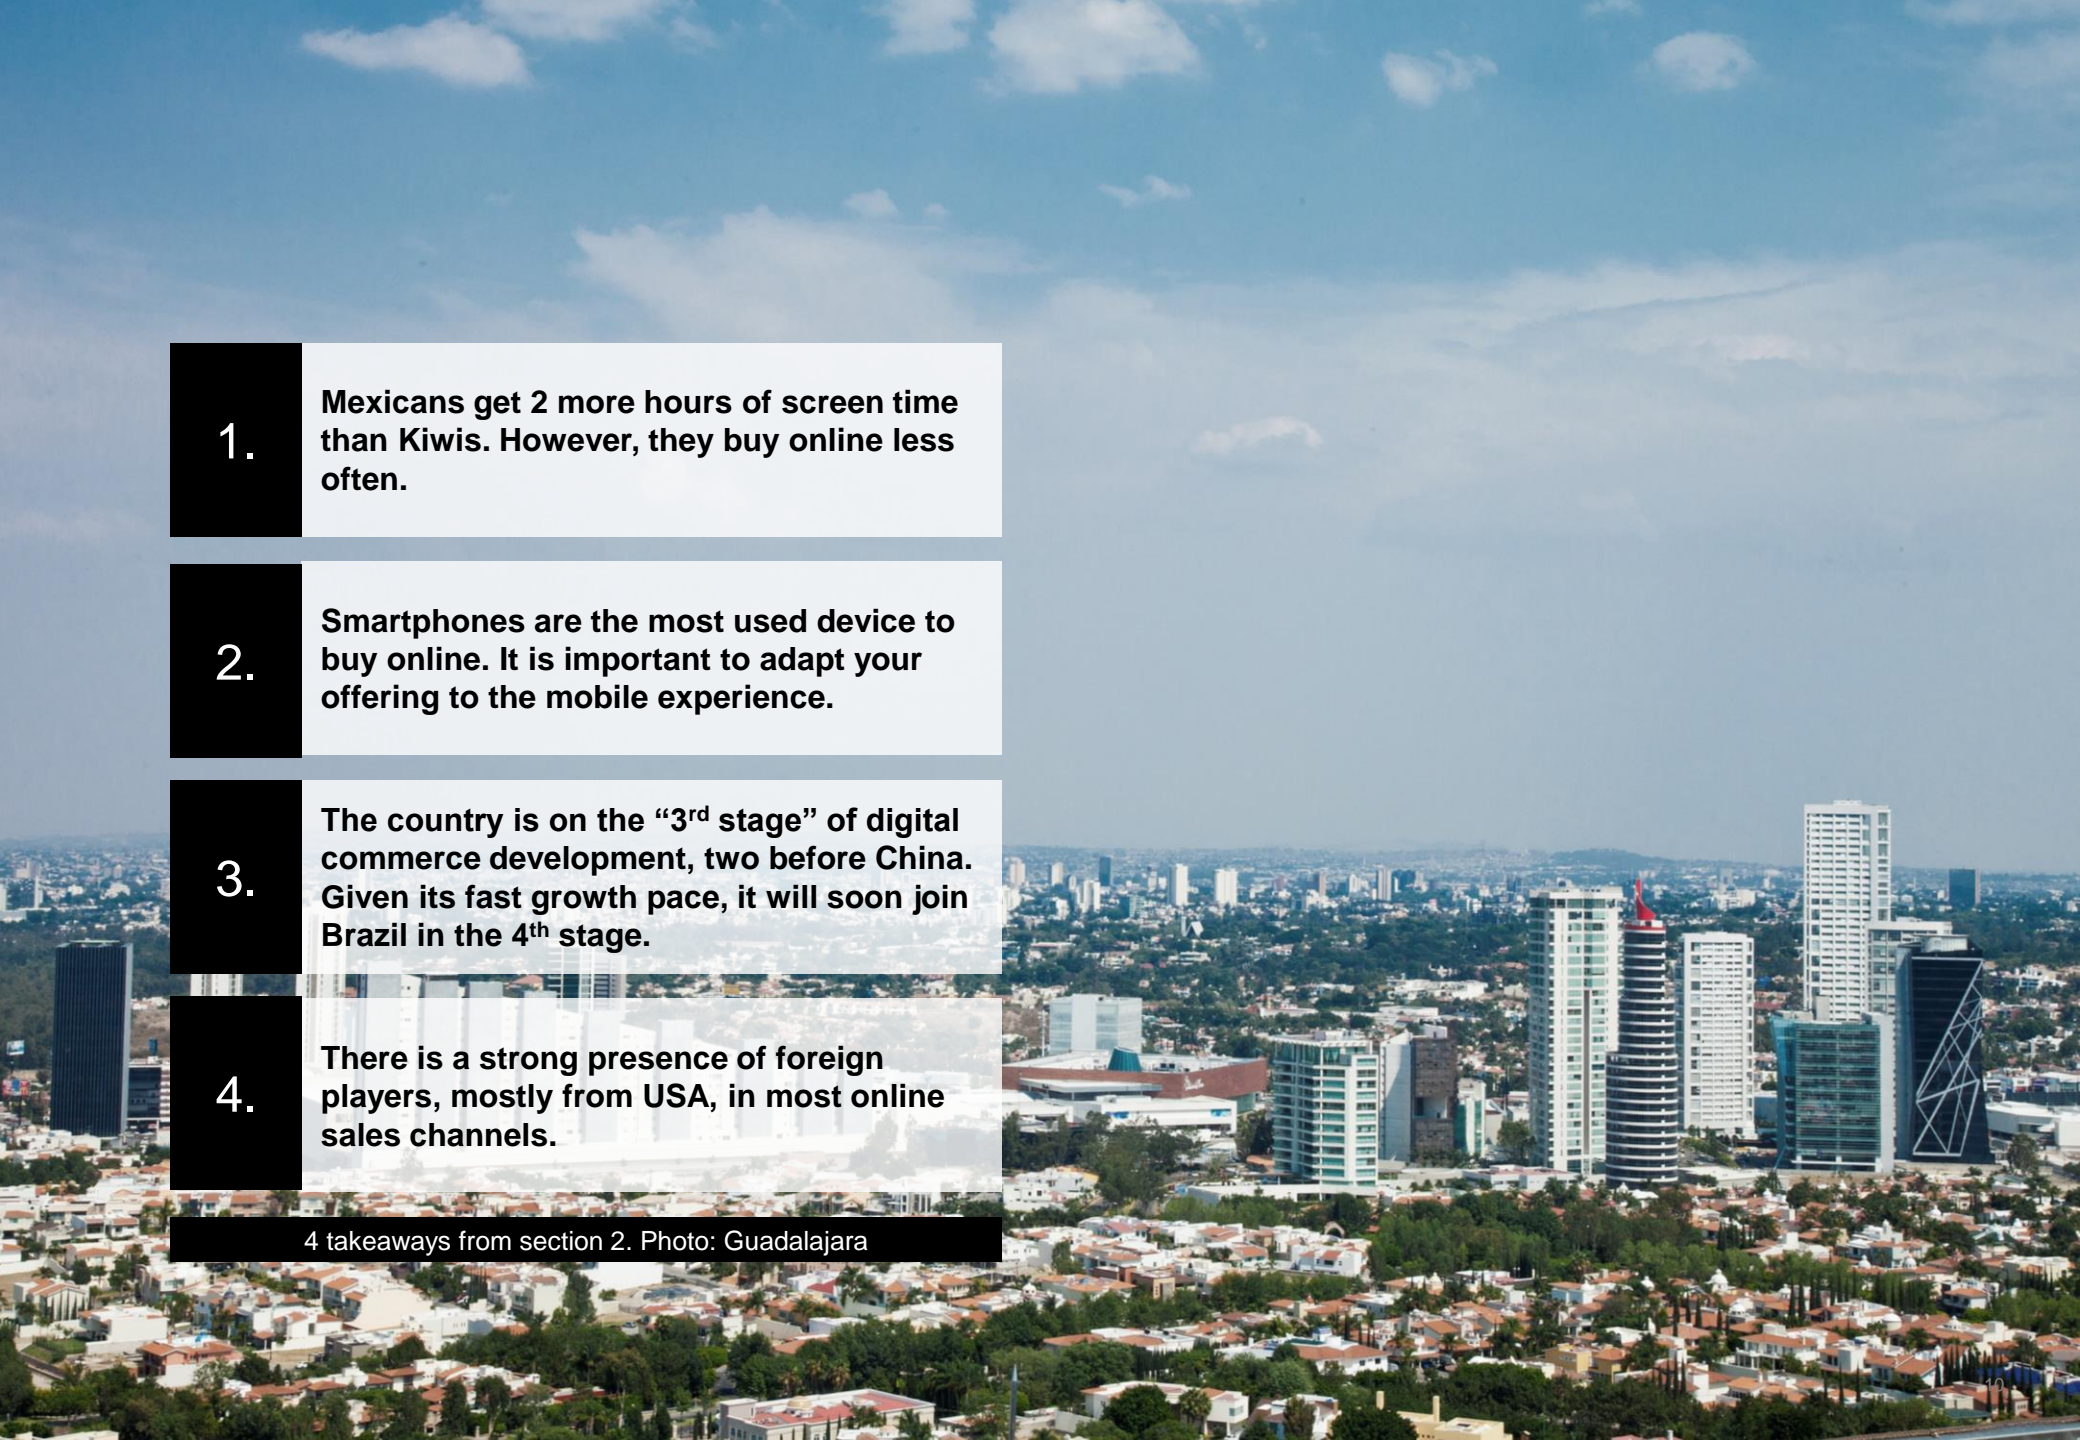 1.
Mexicans get 2 more hours of screen time
than Kiwis. However, they buy online less
often.
2.
Smartphones are the most used device to
buy online. It is important to adapt your
offering to the mobile experience.
3.
The country is on the “3rd stage” of digital
commerce development, two before China.
Given its fast growth pace, it will soon join
Brazil in the 4th stage.
4.
There is a strong presence of foreign
players, mostly from USA, in most online
sales channels.
4 takeaways from section 2. Photo: Guadalajara